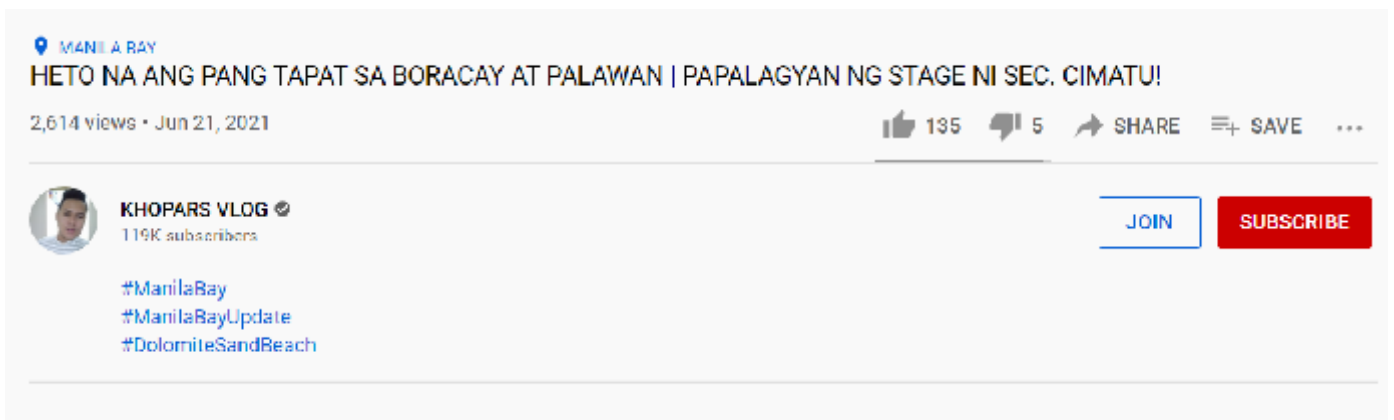 MANILA BAY
HETO NA ANG PANG TAPAT SA BORACAY AT PALAWAN | PAPALAGYAN NG STAGE NI SEC. CIMATU!
2,614 views • Jun 21, 2021
135 5 SHARE SAVE ...
KHOPARS VLOG
119K subscribers
JOIN SUBSCRIBE
#ManilaBay
#ManilaBayUpdate
#DolomiteSandBeach